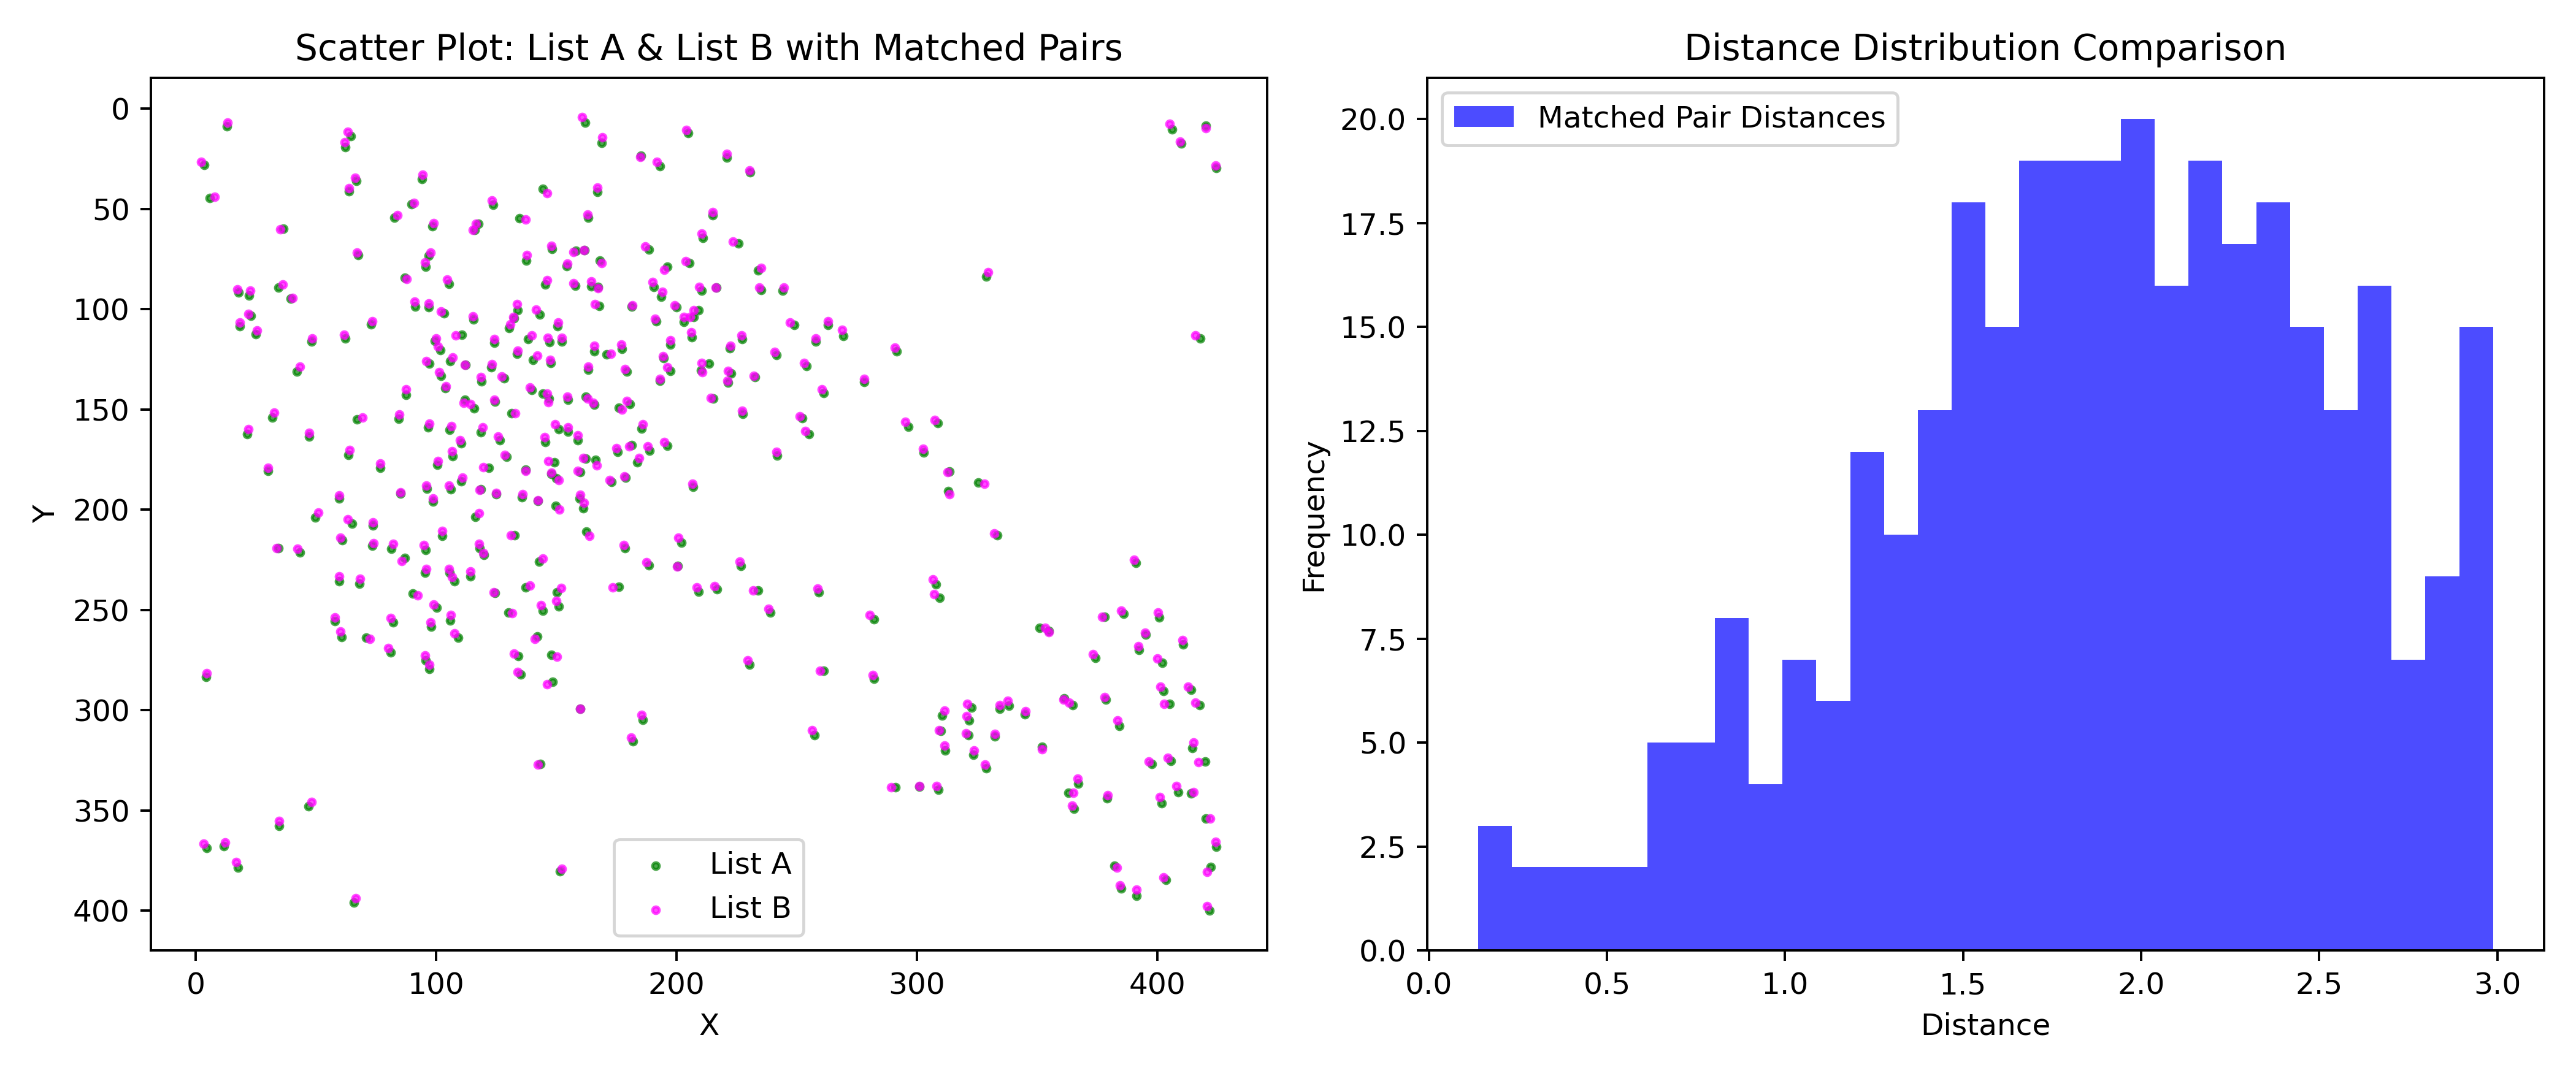 Scatter Plot: List A & List B with Matched Pairs
Y
0
50
100
150
200
250
300
350
400
List A
List B
0 100 200 300 400
X
Distance Distribution Comparison
Matched Pair Distances
Frequency
20.0
17.5
15.0
12.5
10.0
7.5
5.0
2.5
0.0
0.0 0.5 1.0 1.5 2.0 2.5 3.0
Distance